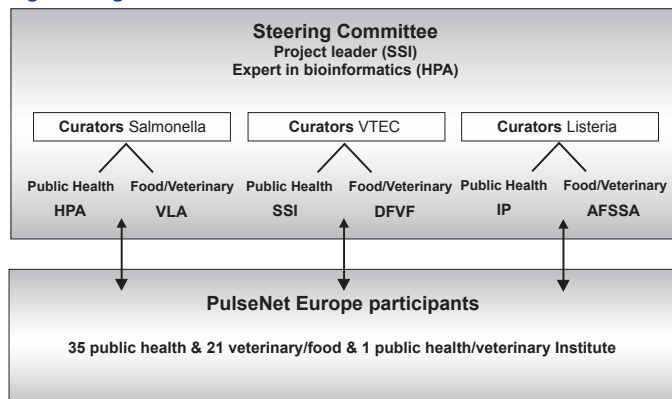 Steering Committee
Project leader (SSI)
Expert in bioinformatics (HPA)
Curators Salmonella
Curators VTEC
Curators Listeria
Public Health Food/Veterinary Public Health Food/Veterinary Public Health Food/Veterinary
HPA VLA SSI DFVF IP AFSSA
PulseNet Europe participants
35 public health & 21 veterinary/food & 1 public health/veterinary Institute